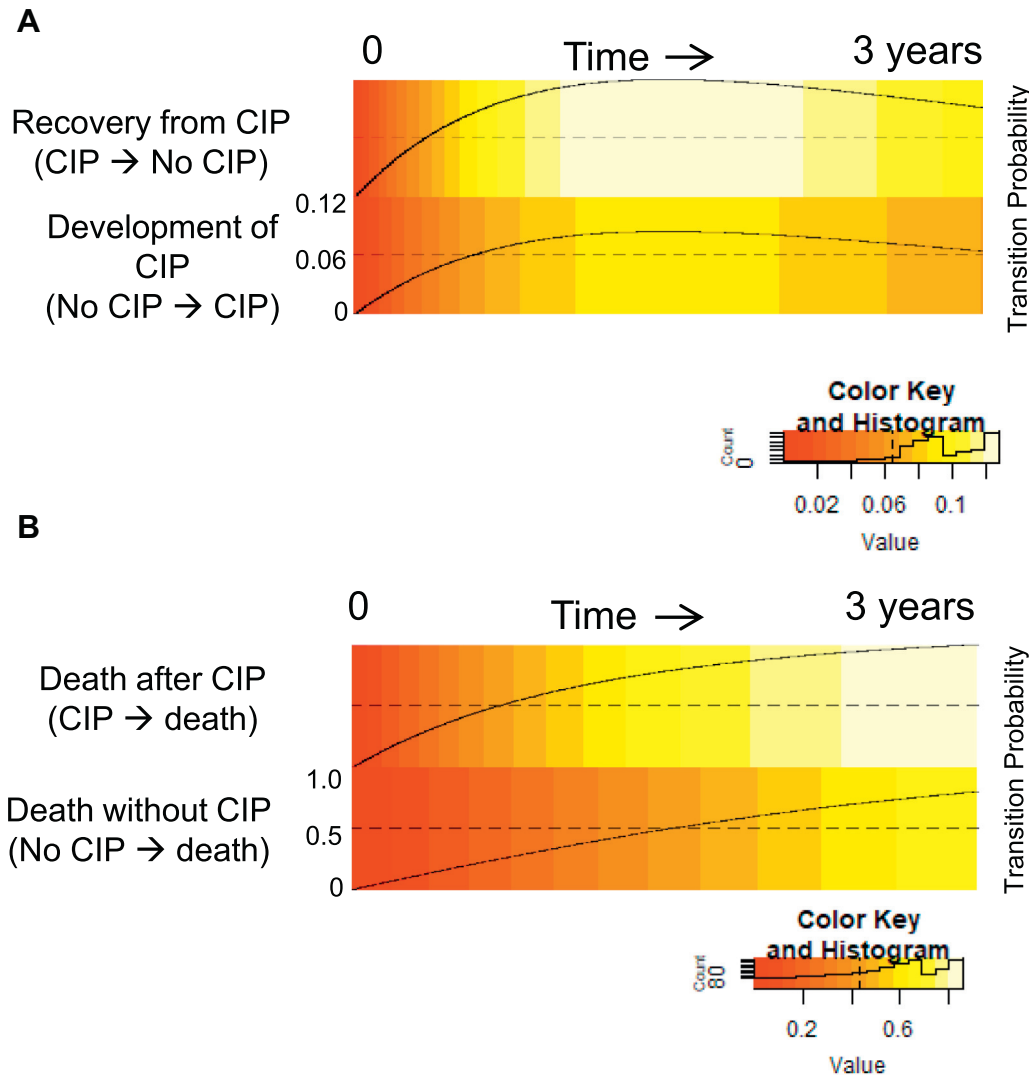 A
0 Time → 3 years
Recovery from CIP
(CIP → No CIP)
Transition Probability
0.12
Development of
CIP
0.06
(No CIP → CIP)
0
Color Key
and Histogram
Count
0
0.02 0.06 0.1
Value
B
0 Time → 3 years
Death after CIP
(CIP → death)
Transition Probability
1.0
Death without CIP
0.5
(No CIP → death)
0
Color Key
and Histogram
Count
80
0.2 0.6
Value